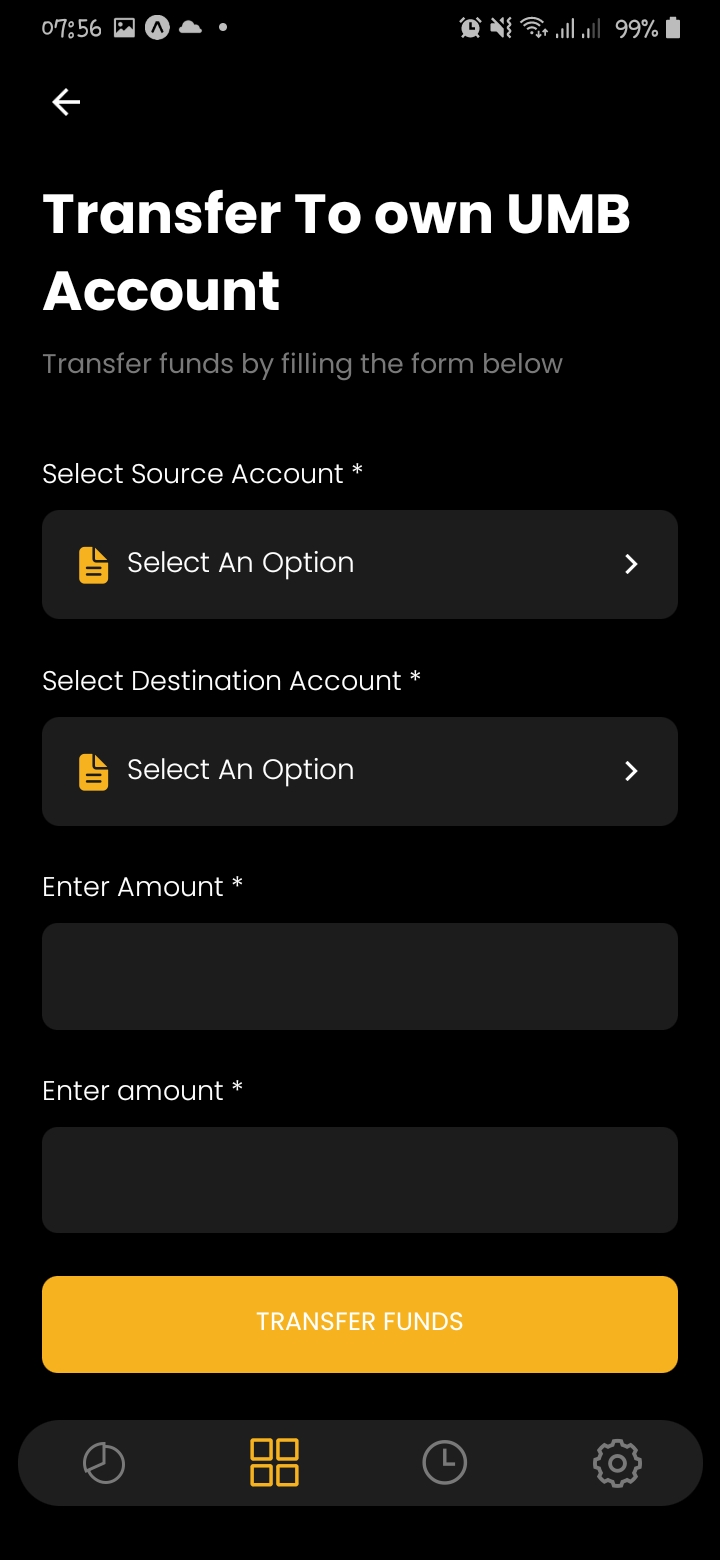 07:56
99%
Transfer To own UMB
Account
Transfer funds by filling the form below
Select Source Account *
Select An Option
Select Destination Account *
Select An Option
Enter Amount *
Enter amount *
TRANSFER FUNDS